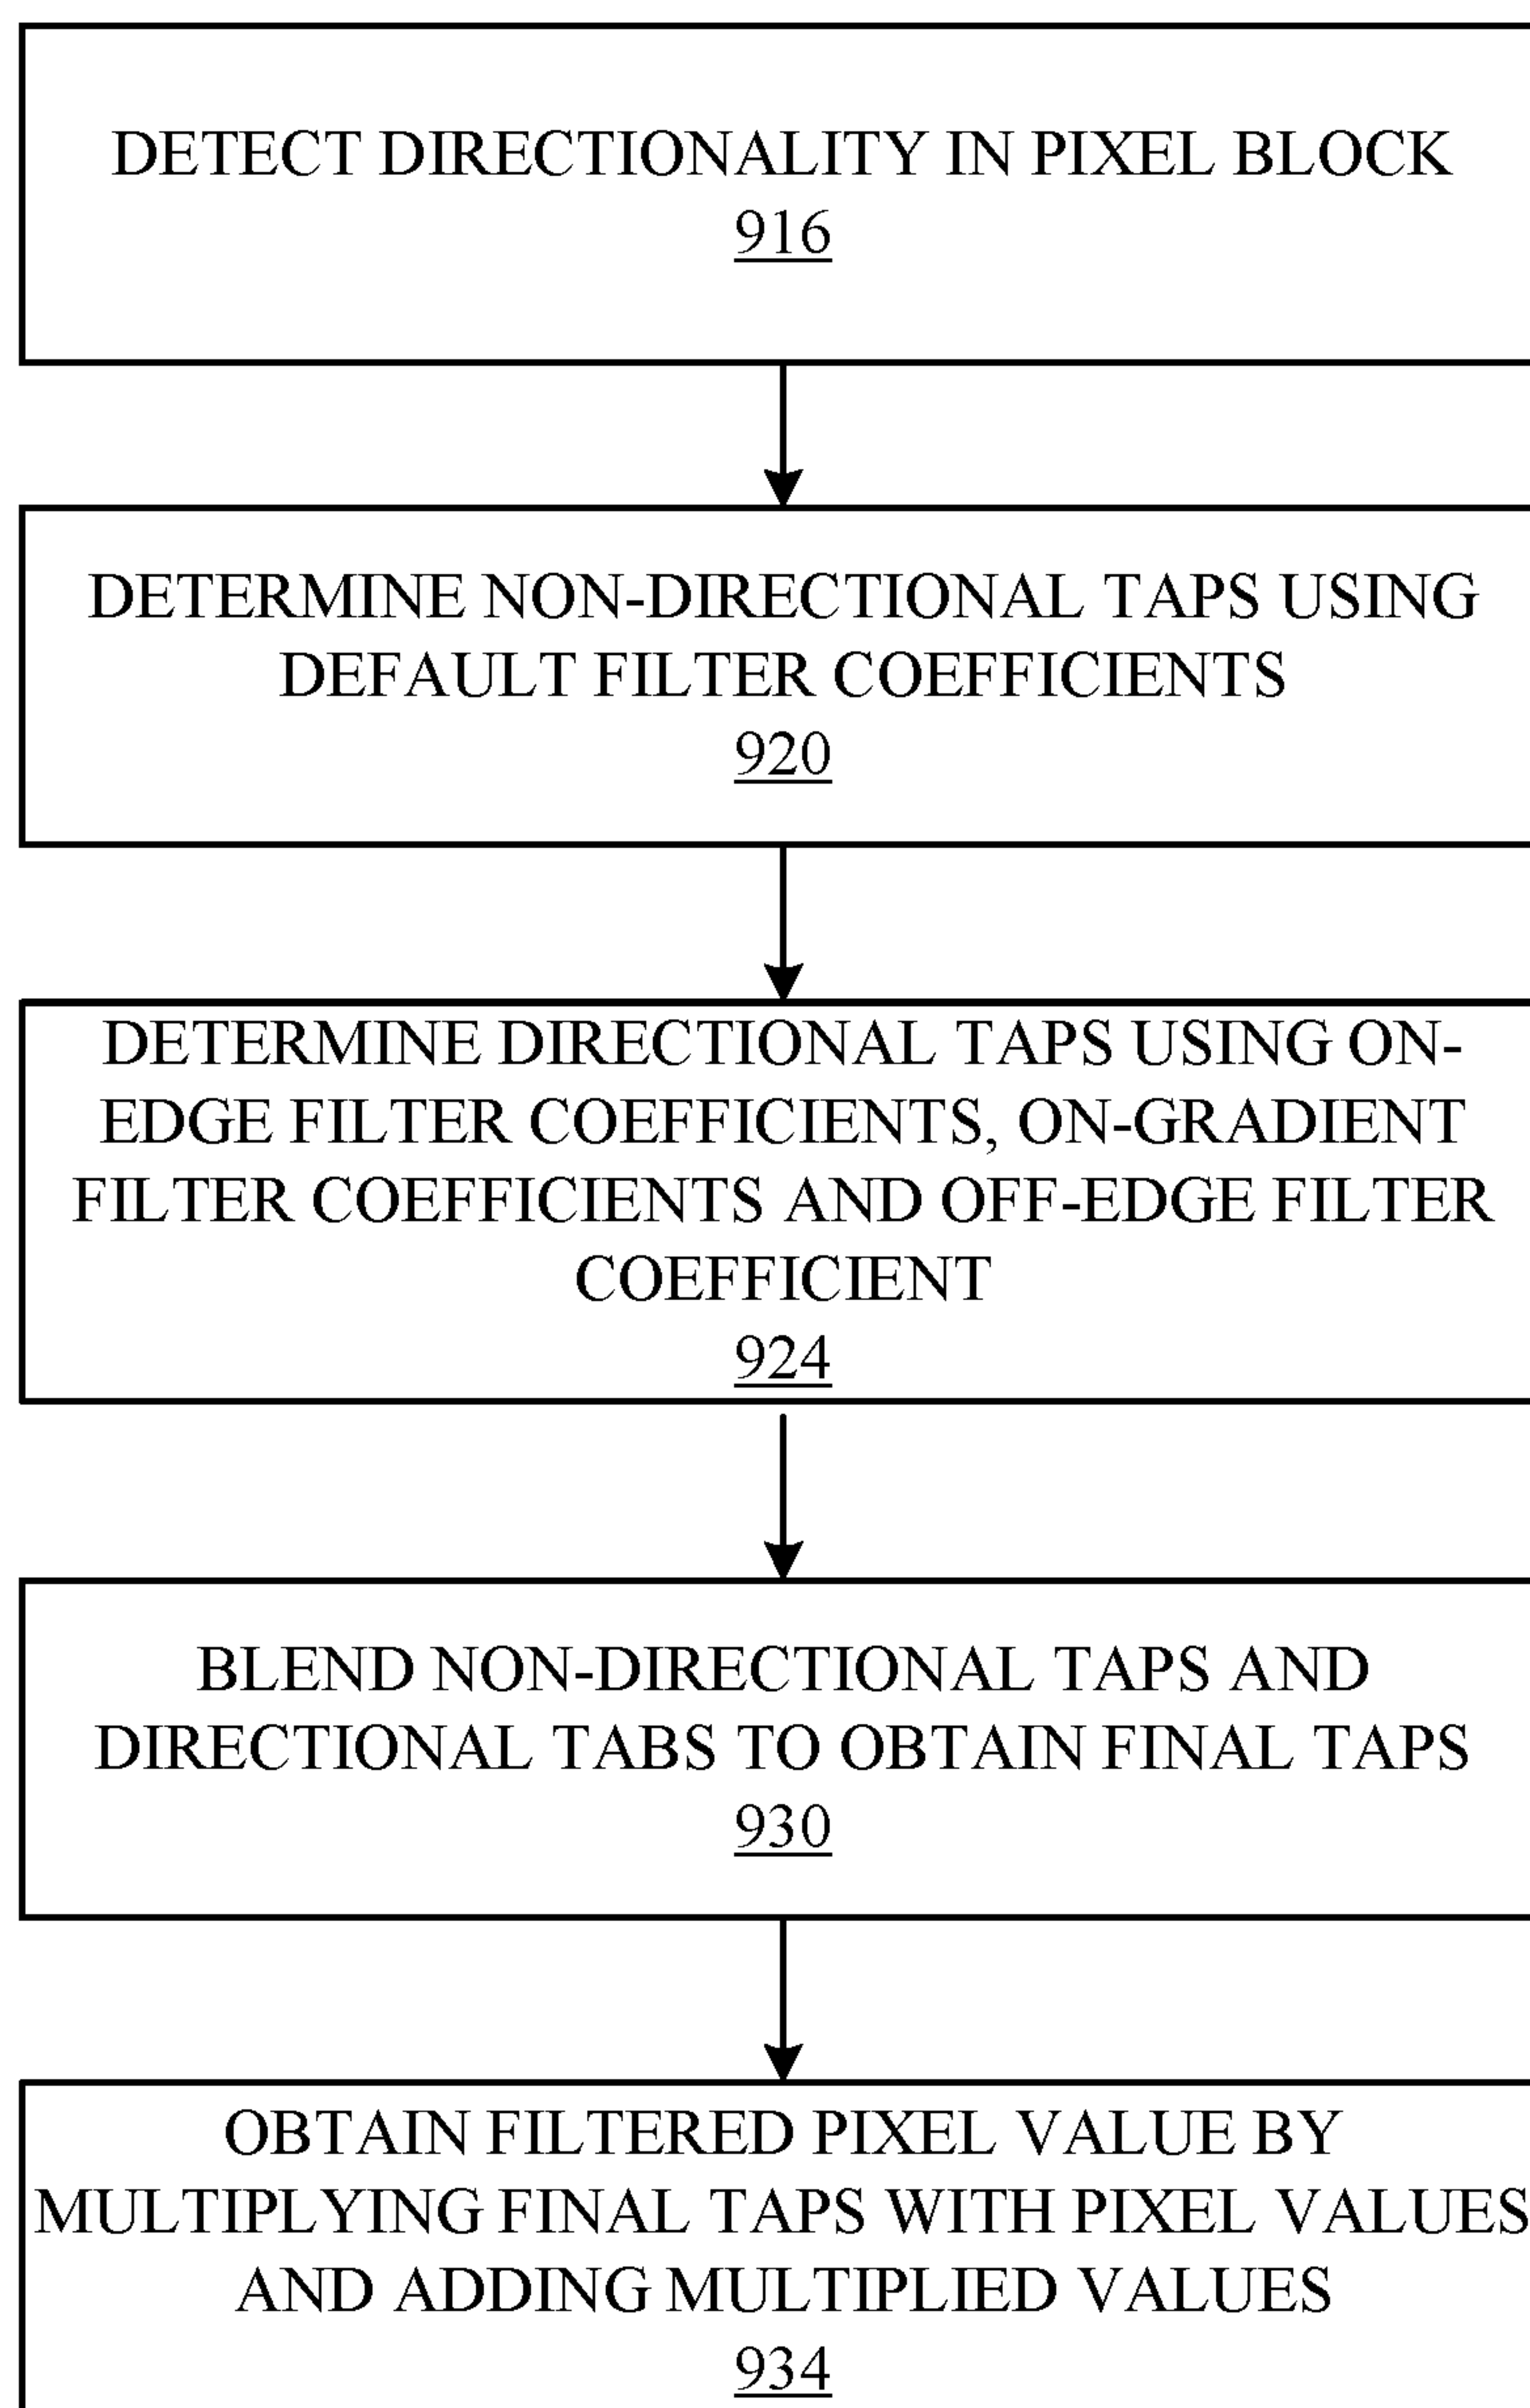 DETECT DIRECTIONALITY IN PIXEL BLOCK
916
DETERMINE NON-DIRECTIONAL TAPS USING
DEFAULT FILTER COEFFICIENTS
920
DETERMINE DIRECTIONAL TAPS USING ON-
EDGE FILTER COEFFICIENTS, ON-GRADIENT
FILTER COEFFICIENTS AND OFF-EDGE FILTER
COEFFICIENT
924
BLEND NON-DIRECTIONAL TAPS AND
DIRECTIONAL TABS TO OBTAIN FINAL TAPS
930
OBTAIN FILTERED PIXEL VALUE BY
MULTIPLYING FINAL TAPS WITH PIXEL VALUES
AND ADDING MULTIPLIED VALUES
934